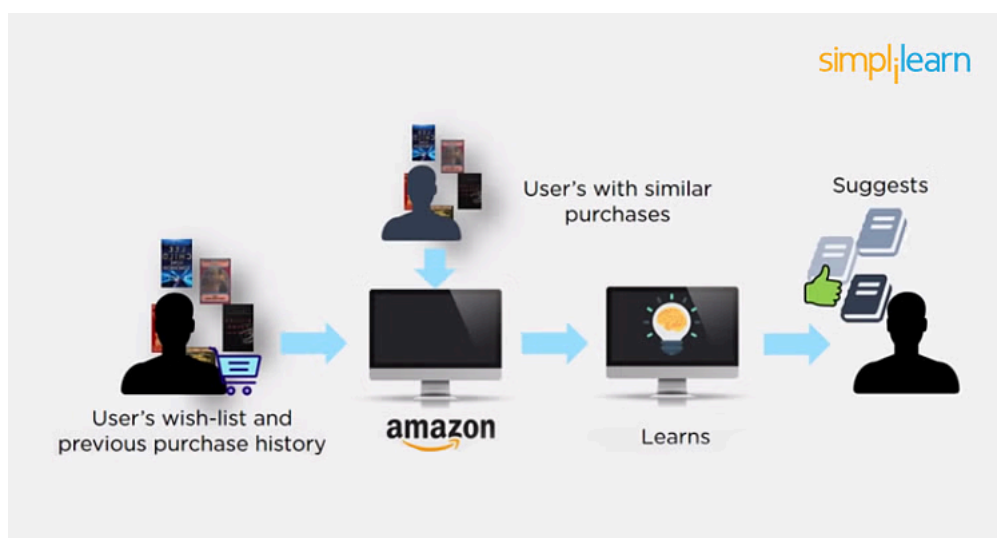 simplilearn
User's with similar
purchases
Suggests
User's wish-list and
previous purchase history
amazon
Learns